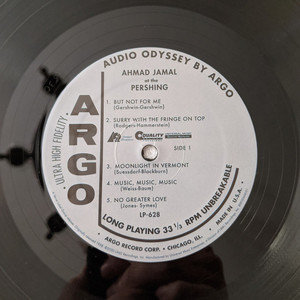 AUDIO ODYSSEY BY ARGO
AHMAD JAMAL
at the
PERSHING
1. BUT NOT FOR ME
(Gershwin-Gershwin)
2. SURRY WITH THE FRINGE ON TOP
(Rodgers-Hammerstein)
QUALITY
SIDE 1
3. MOONLIGHT IN VERMONT
(Suessdorf-Blackburn)
4. MUSIC, MUSIC, MUSIC
(Weiss-Baum)
5. NO GREATER LOVE
(Jones-Symes)
LP-628
ARGO
ULTRA HIGH FIDELITY
LONG PLAYING 33 1/3 RPM UNBREAKABLE
MADE IN U.S.A.
ARGO RECORD CORP. • CHICAGO, ILL.